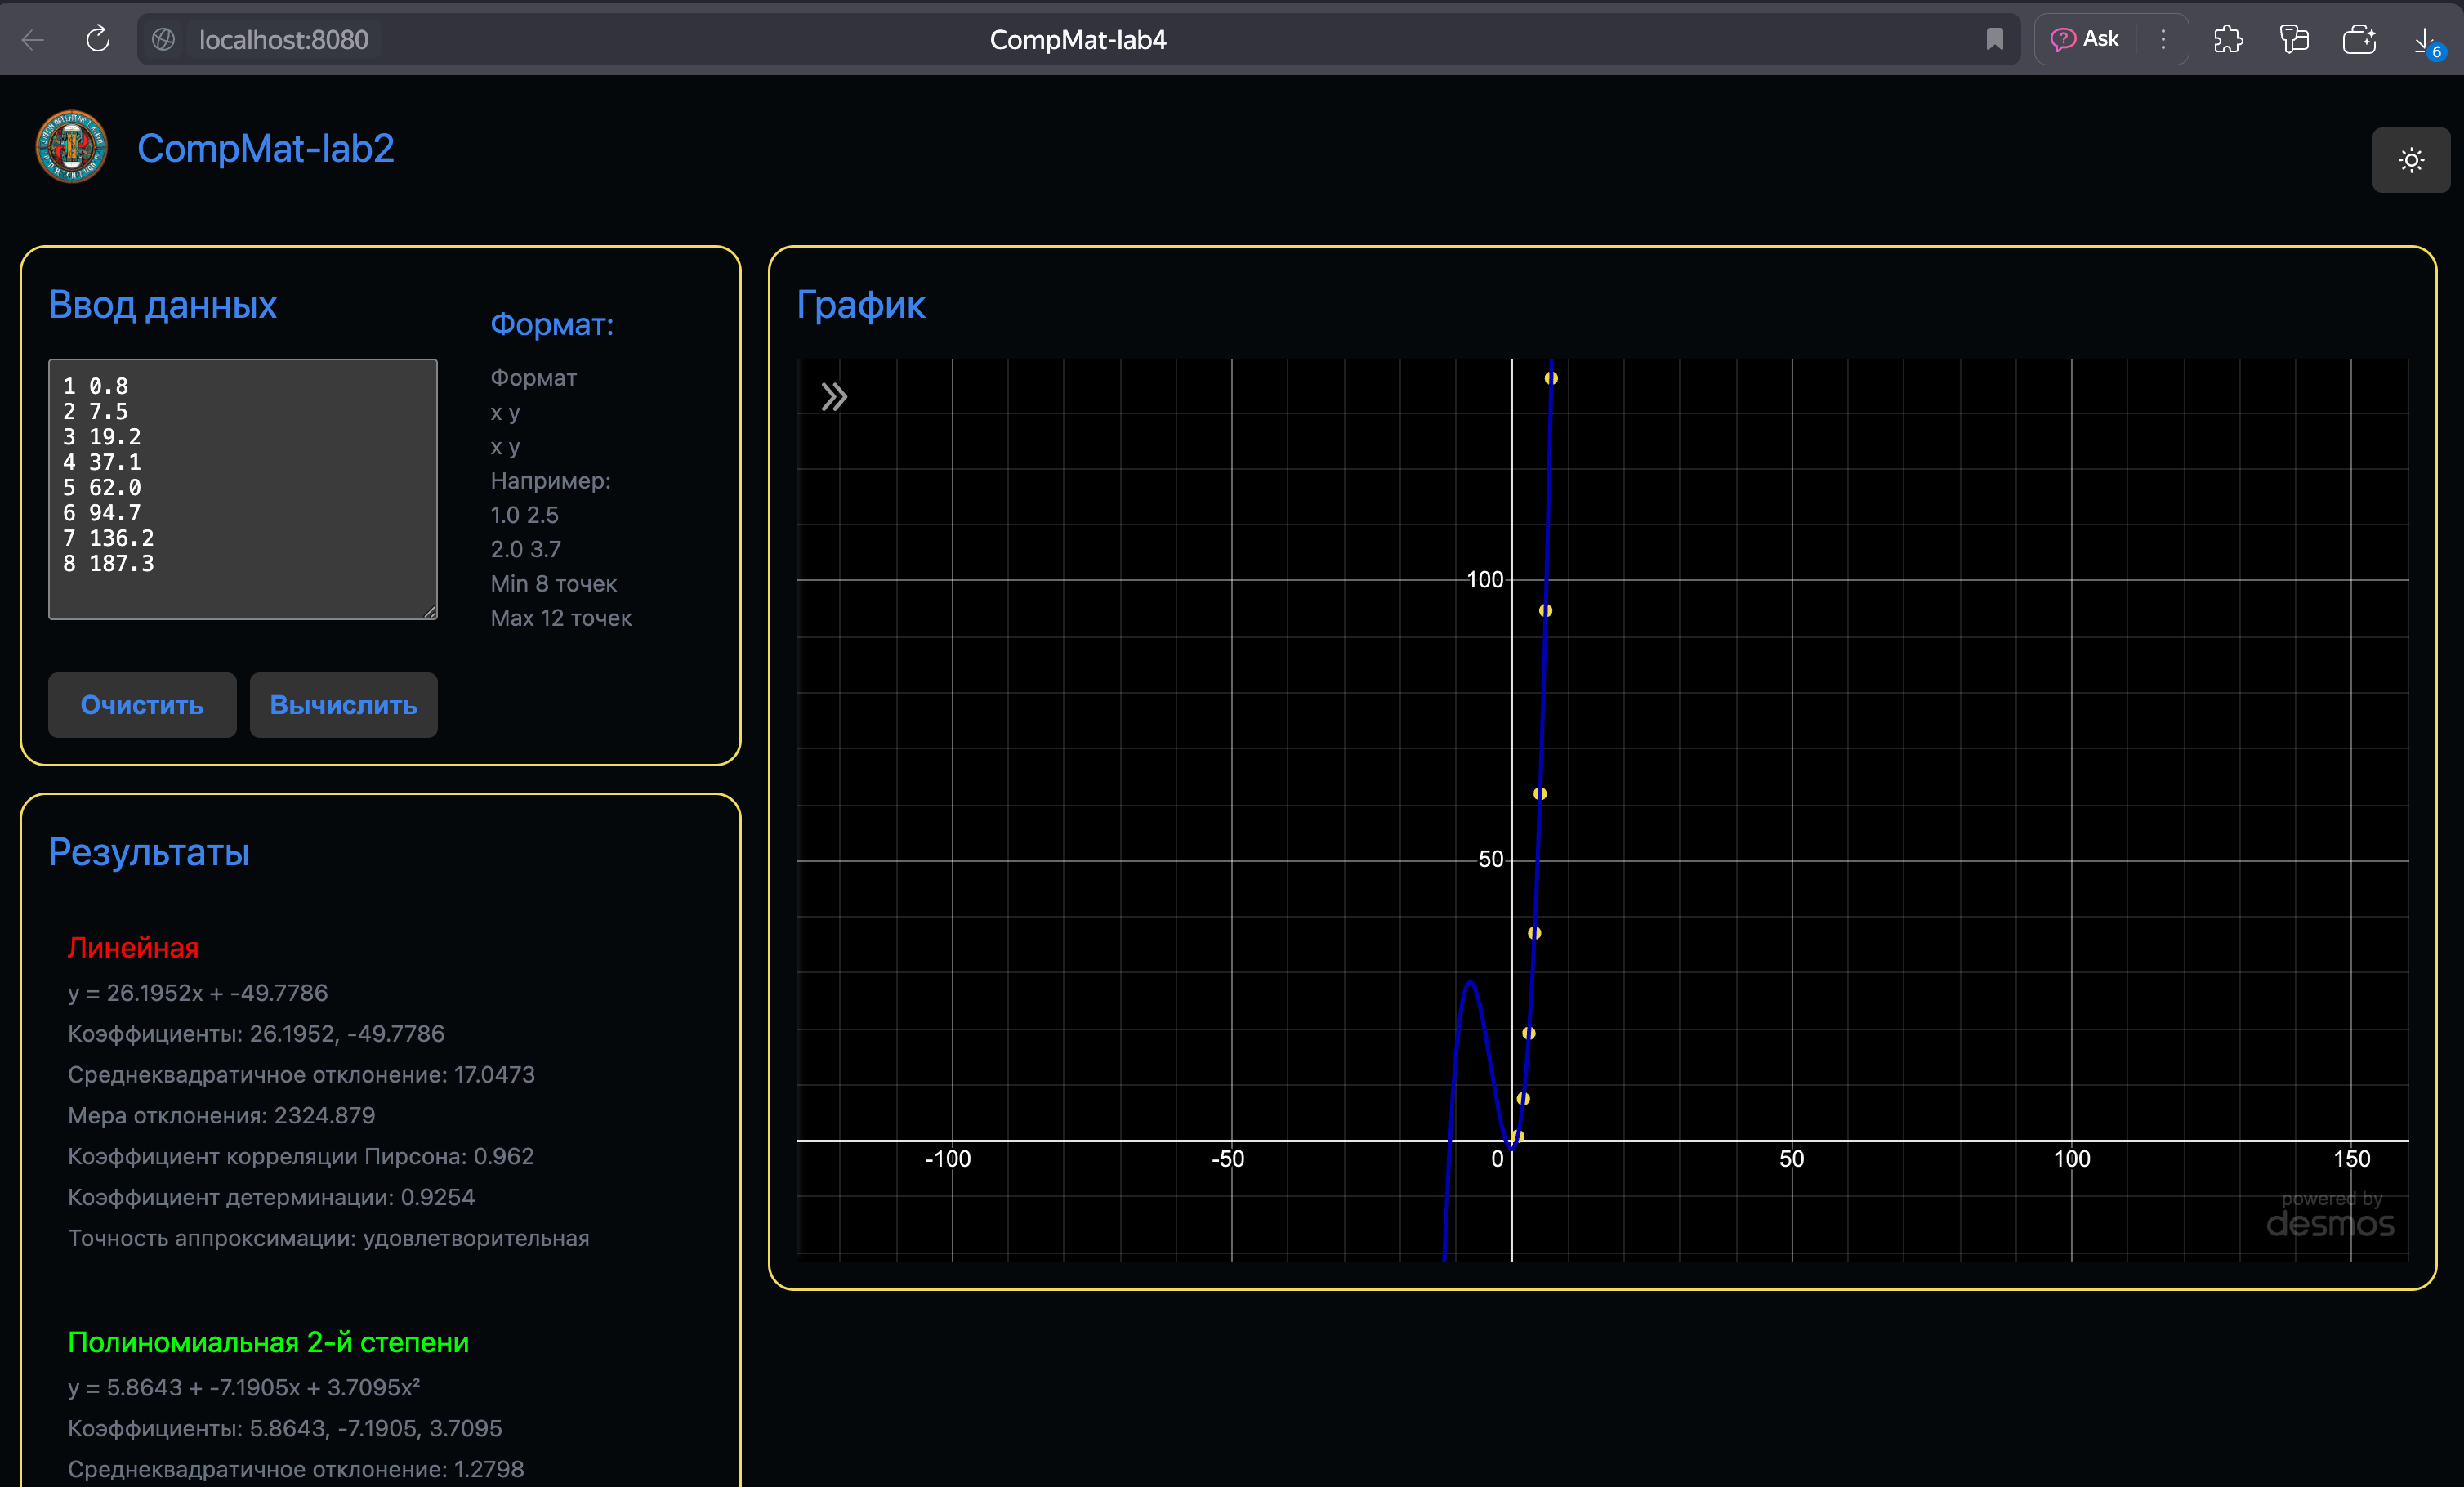 localhost:8080
CompMat-lab4
Ask
6
CompMat-lab2
Ввод данных
1 0.8
2 7.5
3 19.2
4 37.1
5 62.0
6 94.7
7 136.2
8 187.3
Формат:
Формат
x y
x y
Например:
1.0 2.5
2.0 3.7
Min 8 точек
Max 12 точек
Очистить
Вычислить
Результаты
Линейная
y = 26.1952x + -49.7786
Коэффициенты: 26.1952, -49.7786
Среднеквадратичное отклонение: 17.0473
Мера отклонения: 2324.879
Коэффициент корреляции Пирсона: 0.962
Коэффициент детерминации: 0.9254
Точность аппроксимации: удовлетворительная
Полиномиальная 2-й степени
y = 5.8643 + -7.1905x + 3.7095x²
Коэффициенты: 5.8643, -7.1905, 3.7095
Среднеквадратичное отклонение: 1.2798
График
100
50
-100
-50
0
50
100
150
powered by
desmos